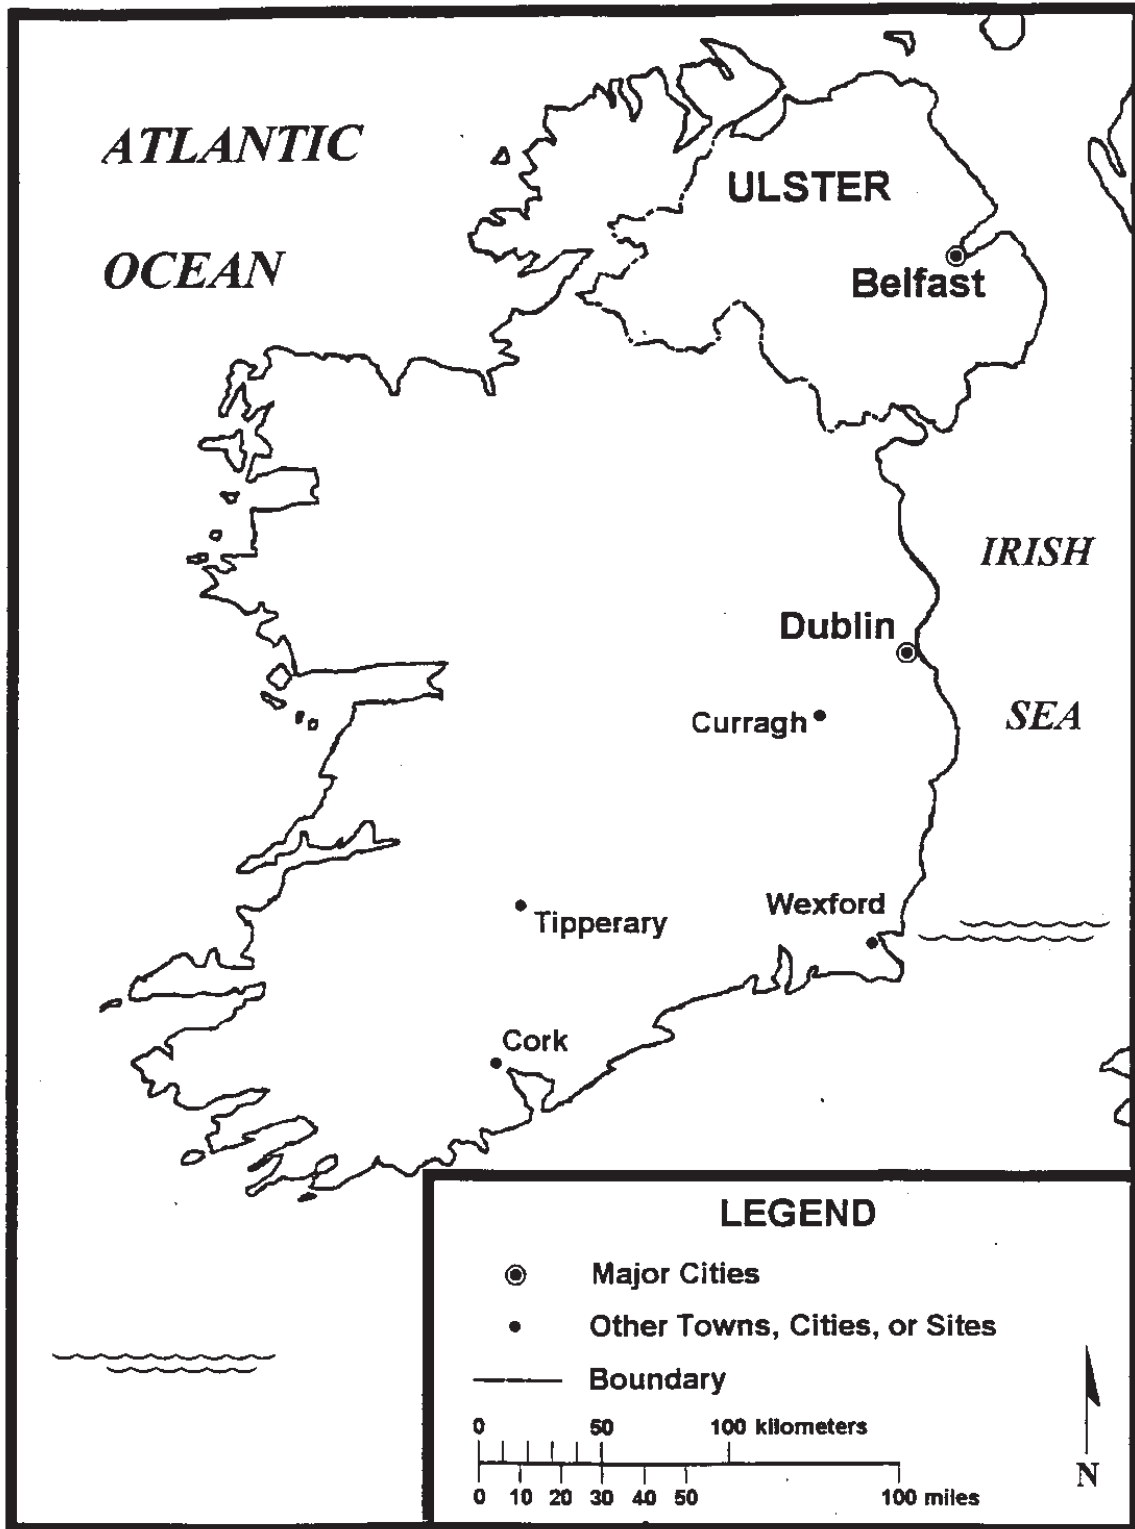 ATLANTIC
OCEAN
ULSTER
Belfast
IRISH
SEA
Dublin
Curragh
Wexford
Tipperary
Cork
LEGEND
Major Cities
Other Towns, Cities, or Sites
Boundary
0 50 100 kilometers
0 10 20 30 40 50 100 miles
N